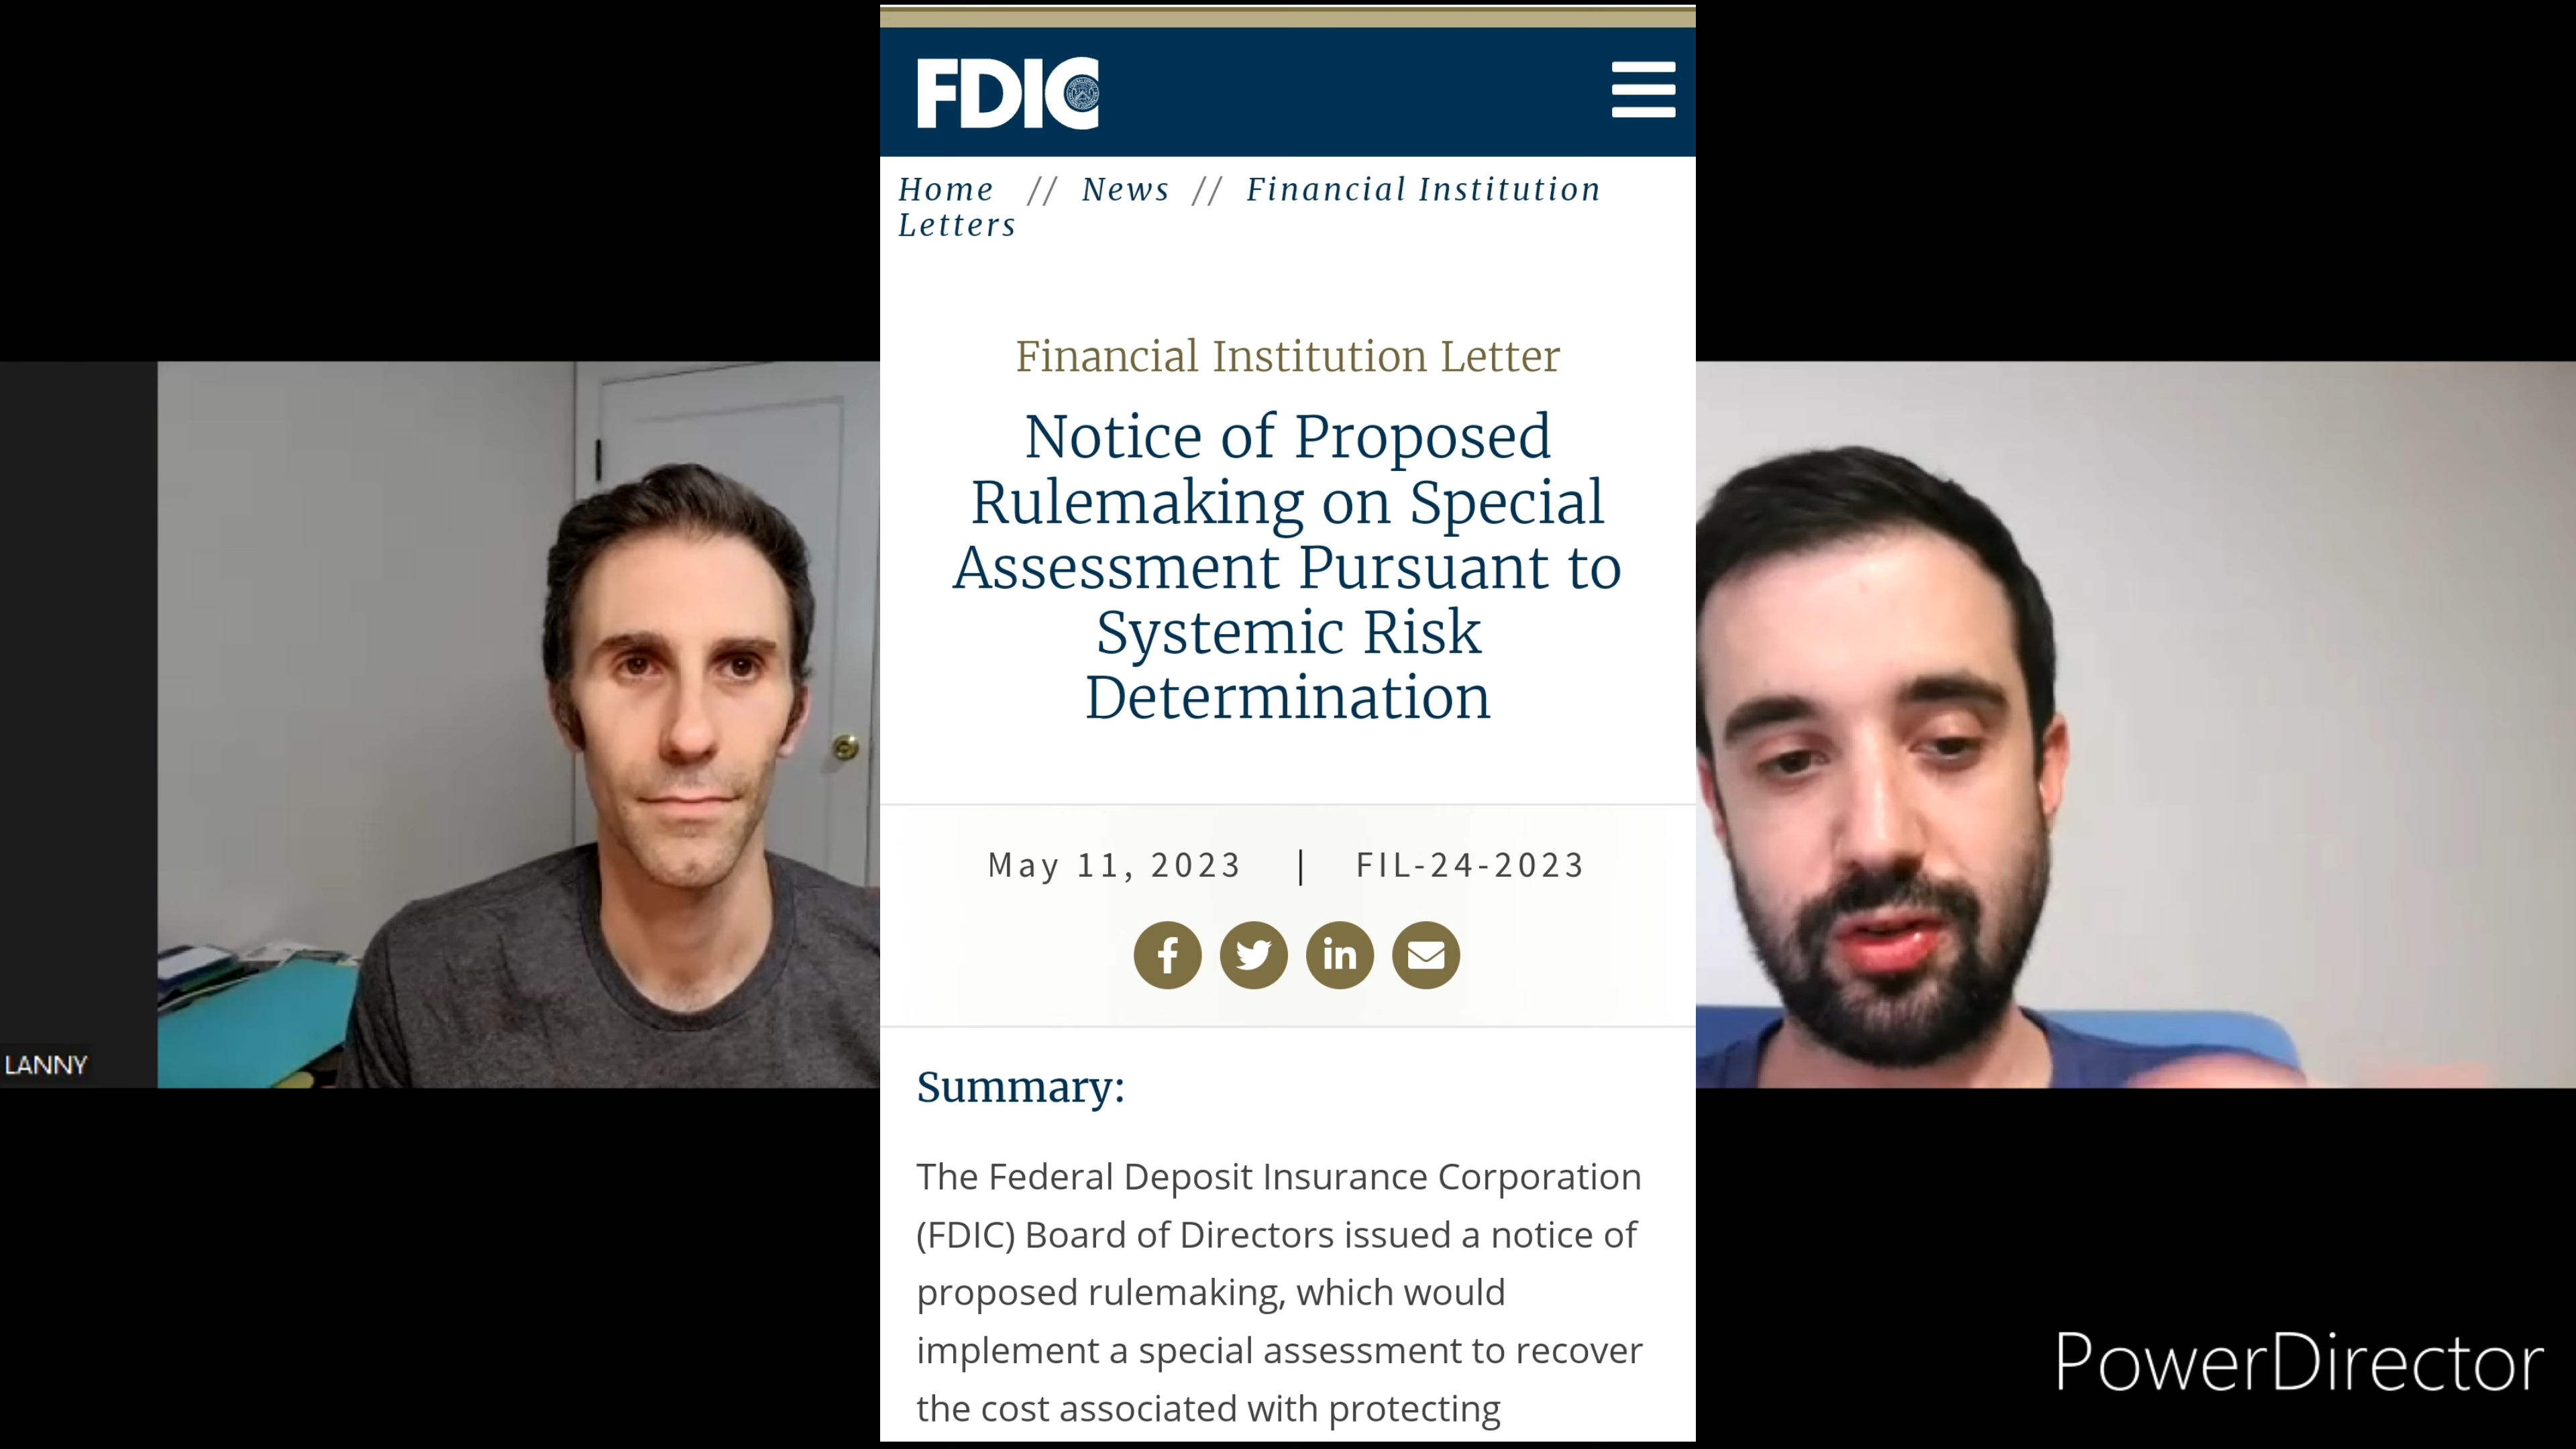 FDIC
Home // News // Financial Institution
Letters
Financial Institution Letter
Notice of Proposed
Rulemaking on Special
Assessment Pursuant to
Systemic Risk
Determination
May 11, 2023 | FIL-24-2023
Summary:
The Federal Deposit Insurance Corporation
(FDIC) Board of Directors issued a notice of
proposed rulemaking, which would
implement a special assessment to recover
the cost associated with protecting
LANNY
PowerDirector